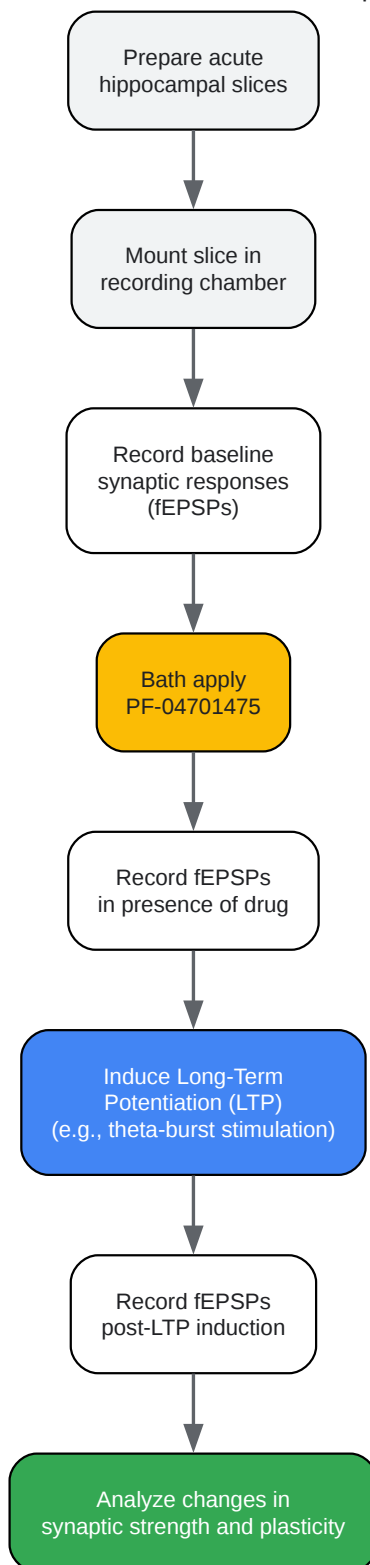 Prepare acute
hippocampal slices
Mount slice in
recording chamber
Record baseline
synaptic responses
(fEPSPs)
Bath apply
PF-04701475
Record fEPSPs
in presence of drug
Induce Long-Term
Potentiation (LTP)
(e.g., theta-burst stimulation)
Record fEPSPs
post-LTP induction
Analyze changes in
synaptic strength and plasticity